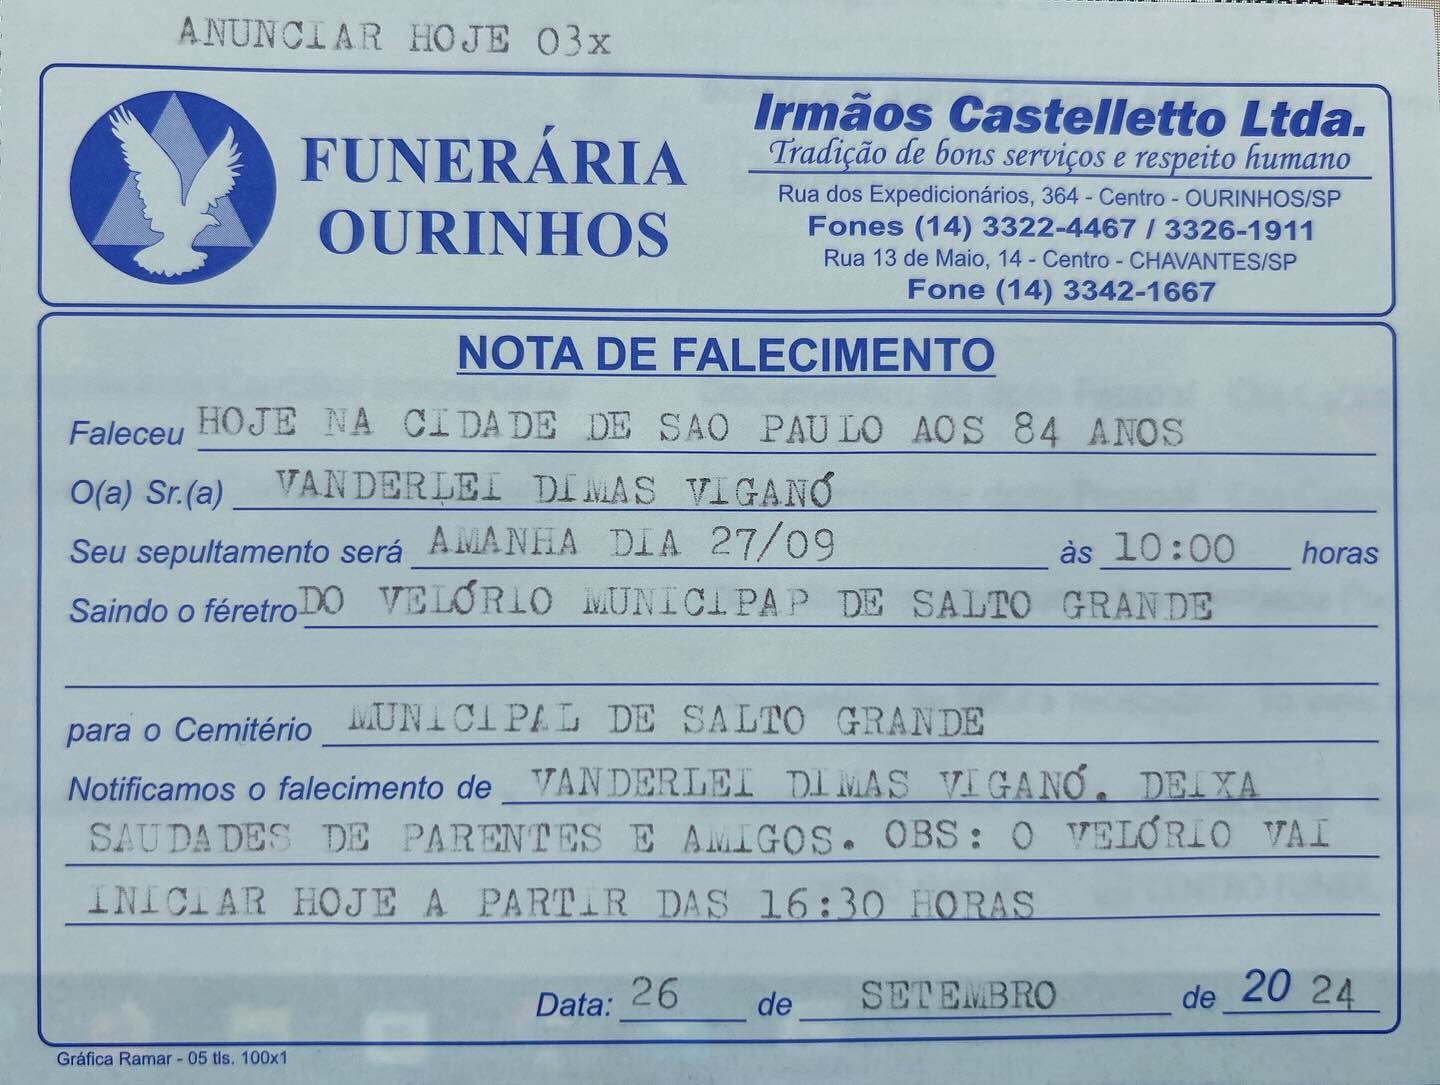 ANUNCIAR HOJE 03x
FUNERÁRIA
OURINHOS
Irmãos Castelletto Ltda.
Tradição de bons serviços e respeito humano
Rua dos Expedicionários, 364 - Centro - OURINHOS/SP
Fones (14) 3322-4467 / 3326-1911
Rua 13 de Maio, 14 - Centro - CHAVANTES/SP
Fone (14) 3342-1667
NOTA DE FALECIMENTO
Faleceu HOJE NA CIDADE DE SAO PAULO AOS 84 ANOS
O(a) Sr.(a) VANDERLEI DIMAS VIGANÓ
Seu sepultamento será AMANHA DIA 27/09 às 10:00 horas
Saindo o féretro DO VELÓRIO MUNICIPAP DE SALTO GRANDE
para o Cemitério MUNICIPAL DE SALTO GRANDE
Notificamos o falecimento de VANDERLEI DIMAS VIGANÓ. DEIXA
SAUDADES DE PARENTES E AMIGOS. OBS: O VELÓRIO VAI
INICIAR HOJE A PARTIR DAS 16:30 HORAS
Data: 26 de SETEMBRO de 20 24
Gráfica Ramar - 05 tls. 100x1